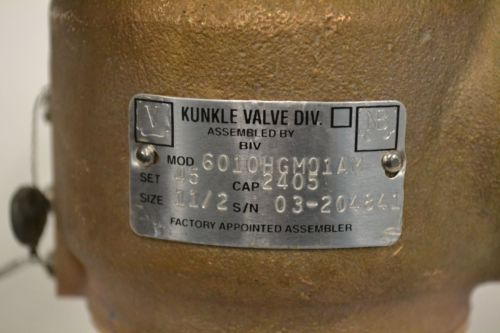 V KUNKLE VALVE DIV. NB
ASSEMBLED BY
BIV
MOD 6010HGM01AM
SET 45 CAP 2405
SIZE 11/2 S/N 03-204841
FACTORY APPOINTED ASSEMBLER